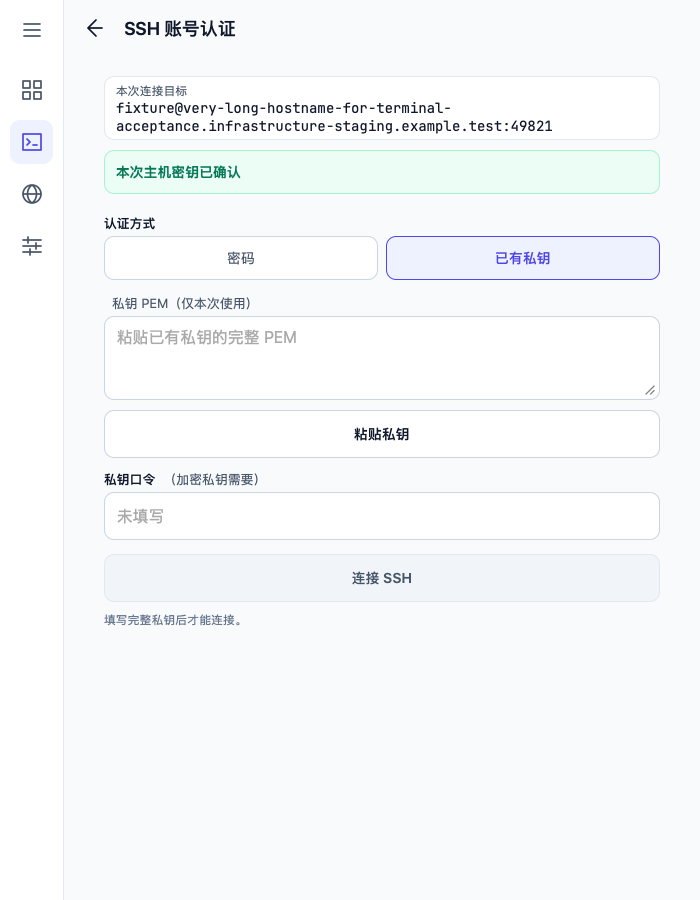 SSH 账号认证
本次连接目标
fixture@very-long-hostname-for-terminal-
acceptance.infrastructure-staging.example.test:49821
本次主机密钥已确认
认证方式
密码
已有私钥
私钥 PEM（仅本次使用）
粘贴已有私钥的完整 PEM
粘贴私钥
私钥口令 （加密私钥需要）
未填写
连接 SSH
填写完整私钥后才能连接。